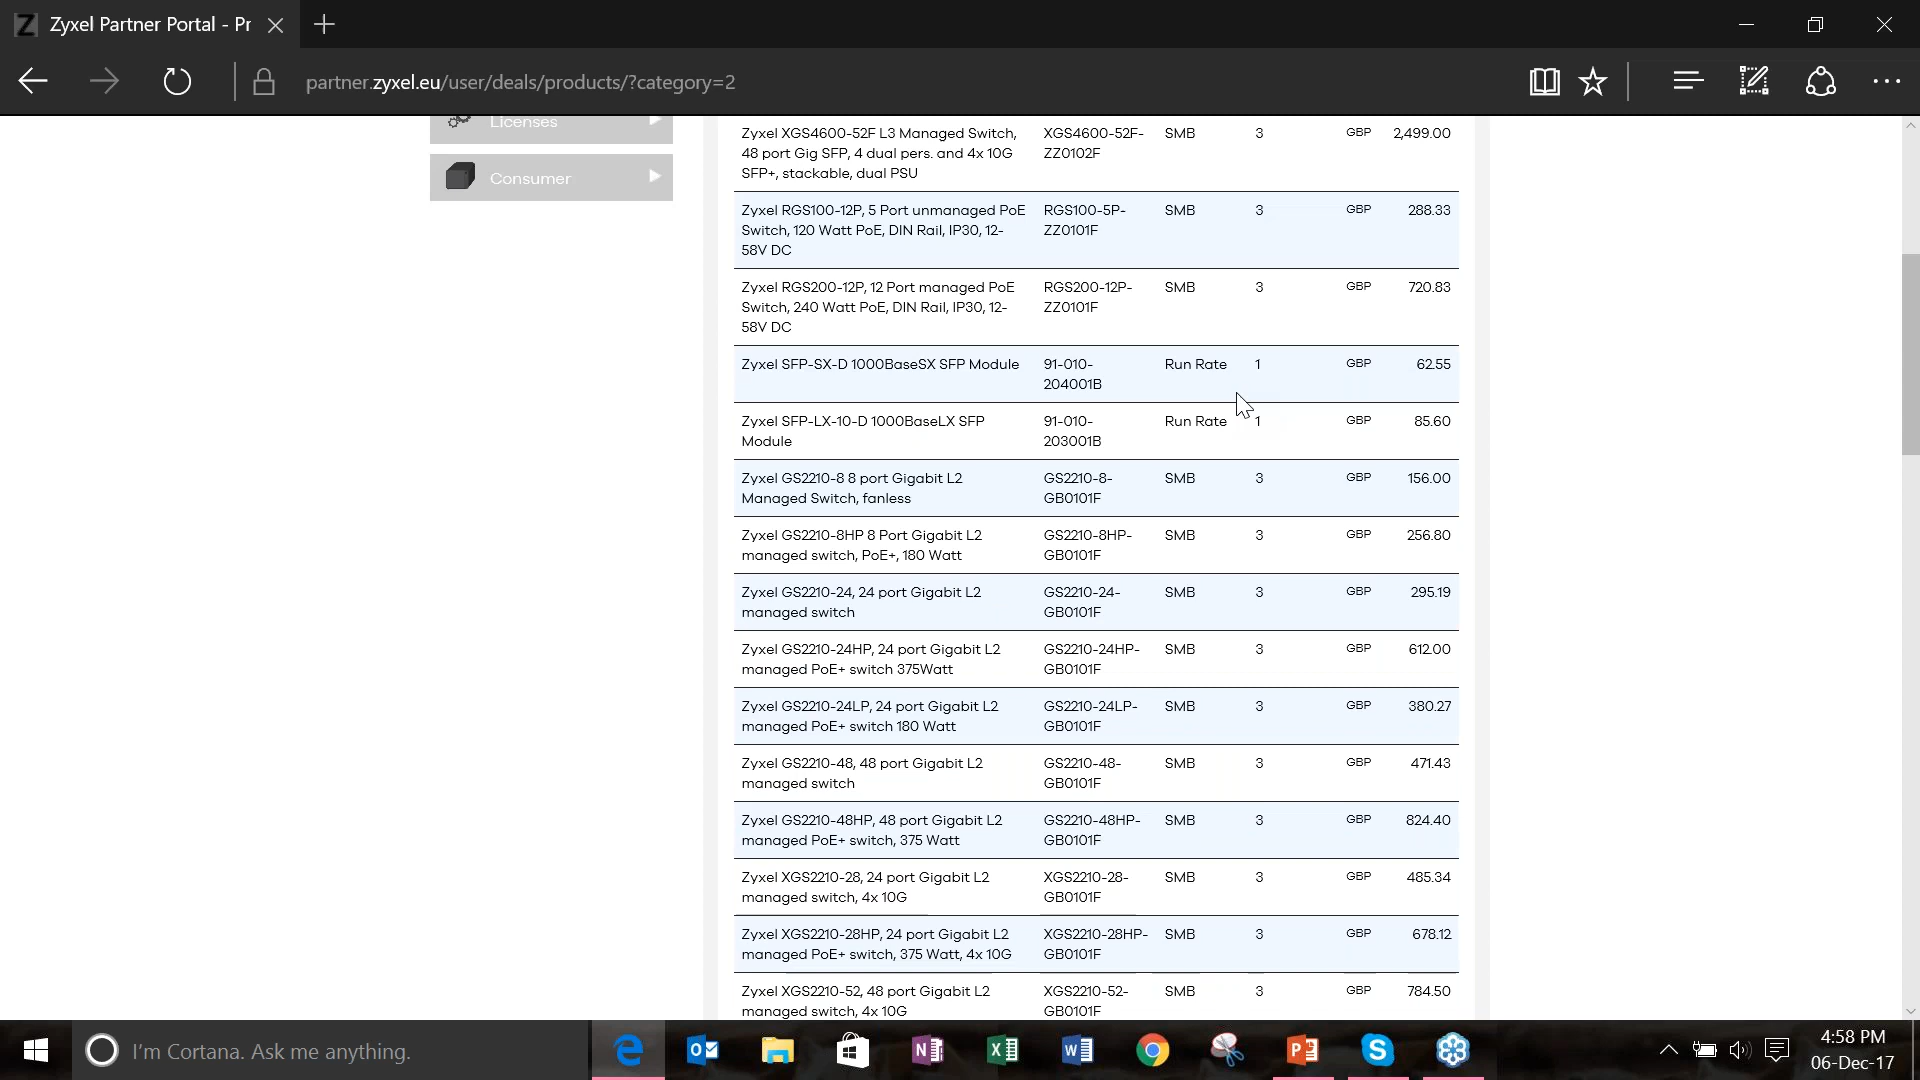 Zyxel Partner Portal - Pr
partner.zyxel.eu/user/deals/products/?category=2
Licenses
Consumer
Zyxel XGS4600-52F L3 Managed Switch, XGS4600-52F- SMB 3 GBP 2,499.00
48 port Gig SFP, 4 dual pers. and 4x 10G ZZ0102F
SFP+, stackable, dual PSU
Zyxel RGS100-12P, 5 Port unmanaged PoE RGS100-5P- SMB 3 GBP 288.33
Switch, 120 Watt PoE, DIN Rail, IP30, 12- ZZ0101F
58V DC
Zyxel RGS200-12P, 12 Port managed PoE RGS200-12P- SMB 3 GBP 720.83
Switch, 240 Watt PoE, DIN Rail, IP30, 12- ZZ0101F
58V DC
Zyxel SFP-SX-D 1000BaseSX SFP Module 91-010- Run Rate 1 GBP 62.55
204001B
Zyxel SFP-LX-10-D 1000BaseLX SFP 91-010- Run Rate 1 GBP 85.60
Module 203001B
Zyxel GS2210-8 8 port Gigabit L2 GS2210-8- SMB 3 GBP 156.00
Managed Switch, fanless GB0101F
Zyxel GS2210-8HP 8 Port Gigabit L2 GS2210-8HP- SMB 3 GBP 256.80
managed switch, PoE+, 180 Watt GB0101F
Zyxel GS2210-24, 24 port Gigabit L2 GS2210-24- SMB 3 GBP 295.19
managed switch GB0101F
Zyxel GS2210-24HP, 24 port Gigabit L2 GS2210-24HP- SMB 3 GBP 612.00
managed PoE+ switch 375Watt GB0101F
Zyxel GS2210-24LP, 24 port Gigabit L2 GS2210-24LP- SMB 3 GBP 380.27
managed PoE+ switch 180 Watt GB0101F
Zyxel GS2210-48, 48 port Gigabit L2 GS2210-48- SMB 3 GBP 471.43
managed switch GB0101F
Zyxel GS2210-48HP, 48 port Gigabit L2 GS2210-48HP- SMB 3 GBP 824.40
managed PoE+ switch, 375 Watt GB0101F
Zyxel XGS2210-28, 24 port Gigabit L2 XGS2210-28- SMB 3 GBP 485.34
managed switch, 4x 10G GB0101F
Zyxel XGS2210-28HP, 24 port Gigabit L2 XGS2210-28HP- SMB 3 GBP 678.12
managed PoE+ switch, 375 Watt, 4x 10G GB0101F
Zyxel XGS2210-52, 48 port Gigabit L2 XGS2210-52- SMB 3 GBP 784.50
managed switch, 4x 10G GB0101F
I'm Cortana. Ask me anything.
4:58 PM
06-Dec-17